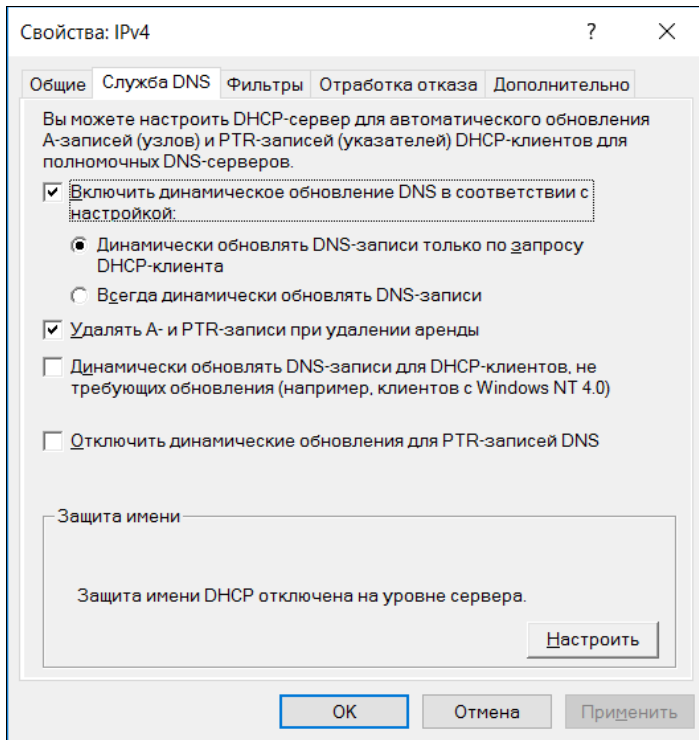 Свойства: IPv4
?
Общие Служба DNS Фильтры Отработка отказа Дополнительно
Вы можете настроить DHCP-сервер для автоматического обновления
A-записей (узлов) и PTR-записей (указателей) DHCP-клиентов для
полномочных DNS-серверов.
Включить динамическое обновление DNS в соответствии с
настройкой:
Динамически обновлять DNS-записи только по запросу
DHCP-клиента
Всегда динамически обновлять DNS-записи
Удалять A- и PTR-записи при удалении аренды
Динамически обновлять DNS-записи для DHCP-клиентов, не
требующих обновления (например, клиентов с Windows NT 4.0)
Отключить динамические обновления для PTR-записей DNS
Защита имени
Защита имени DHCP отключена на уровне сервера.
Настроить
OK Отмена Применить